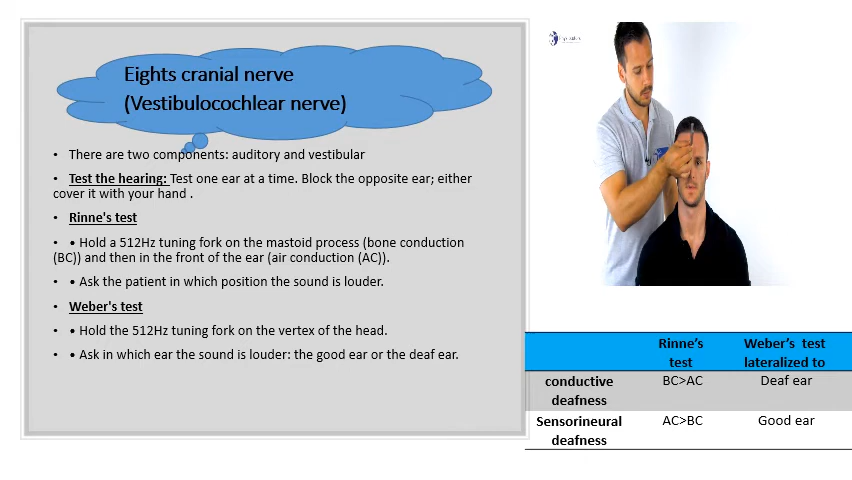 Eights cranial nerve
(Vestibulocochlear nerve)
• There are two components: auditory and vestibular
• Test the hearing: Test one ear at a time. Block the opposite ear; either
cover it with your hand .
• Rinne's test
• • Hold a 512Hz tuning fork on the mastoid process (bone conduction
(BC)) and then in the front of the ear (air conduction (AC)).
• • Ask the patient in which position the sound is louder.
• Weber's test
• • Hold the 512Hz tuning fork on the vertex of the head.
• • Ask in which ear the sound is louder: the good ear or the deaf ear.
Rinne’s Weber’s test
test lateralized to
conductive BC>AC Deaf ear
deafness
Sensorineural AC>BC Good ear
deafness